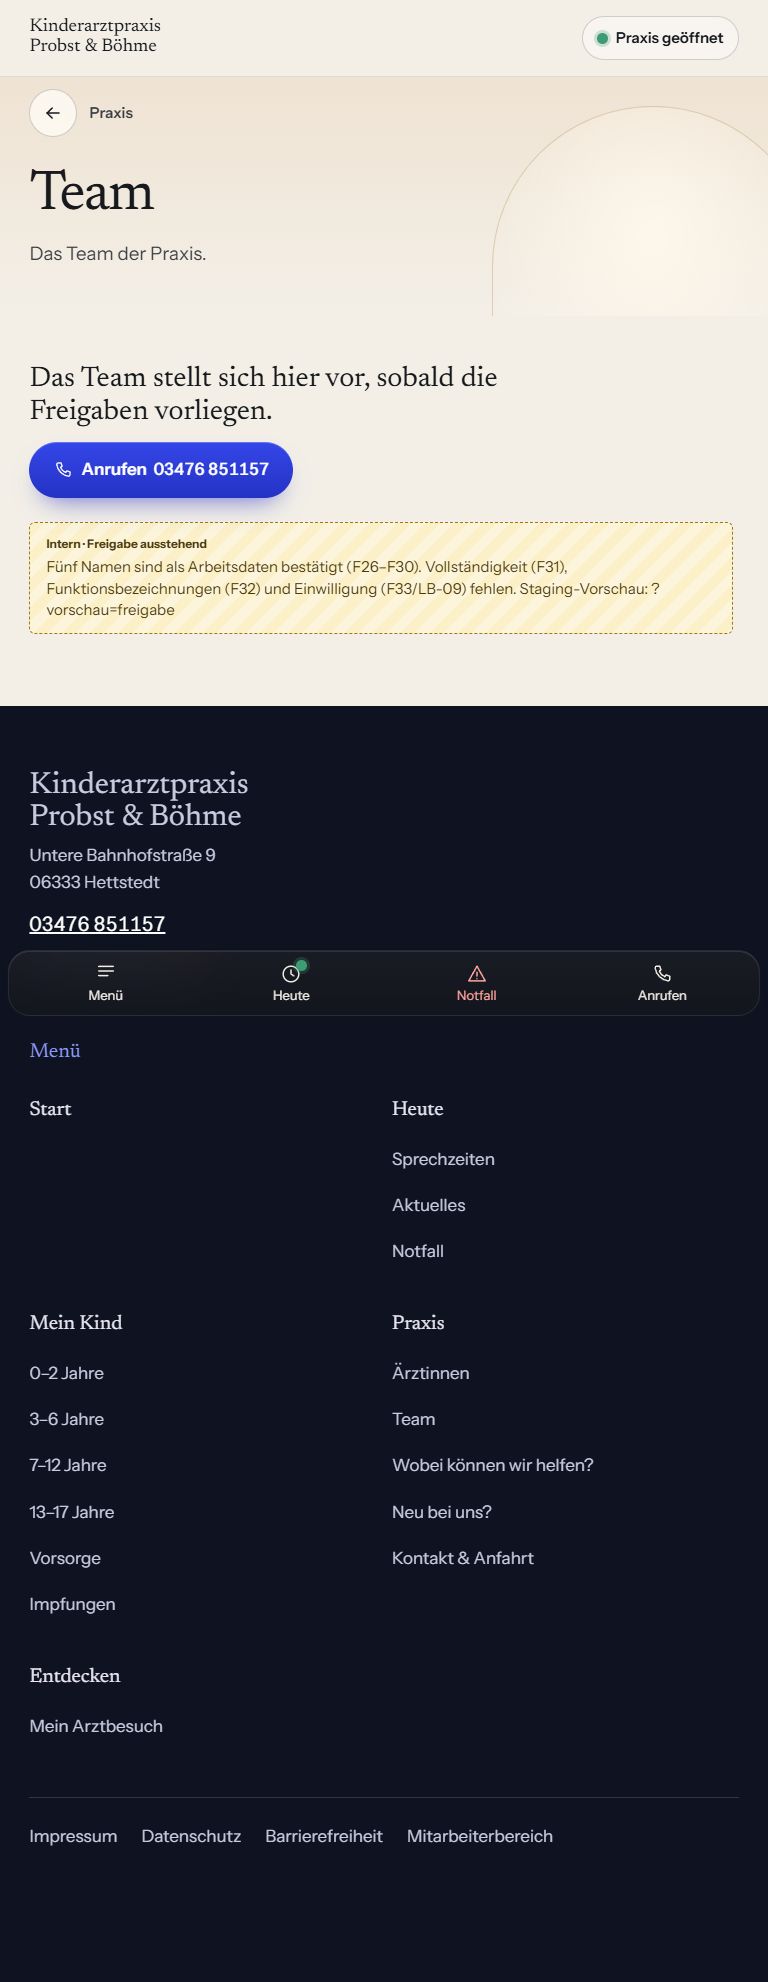 Kinderarztpraxis
Probst & Böhme
Praxis geöffnet
Praxis
Team
Das Team der Praxis.
Das Team stellt sich hier vor, sobald die
Freigaben vorliegen.
Anrufen 03476 851157
Intern · Freigabe ausstehend
Fünf Namen sind als Arbeitsdaten bestätigt (F26–F30). Vollständigkeit (F31),
Funktionsbezeichnungen (F32) und Einwilligung (F33/LB-09) fehlen. Staging-Vorschau: ?
vorschau=freigabe
Kinderarztpraxis
Probst & Böhme
Untere Bahnhofstraße 9
06333 Hettstedt
03476 851157
Menü
Heute
Notfall
Anrufen
Menü
Start
Heute
Sprechzeiten
Aktuelles
Notfall
Mein Kind
0–2 Jahre
3–6 Jahre
7–12 Jahre
13–17 Jahre
Vorsorge
Impfungen
Praxis
Ärztinnen
Team
Wobei können wir helfen?
Neu bei uns?
Kontakt & Anfahrt
Entdecken
Mein Arztbesuch
Impressum Datenschutz Barrierefreiheit Mitarbeiterbereich